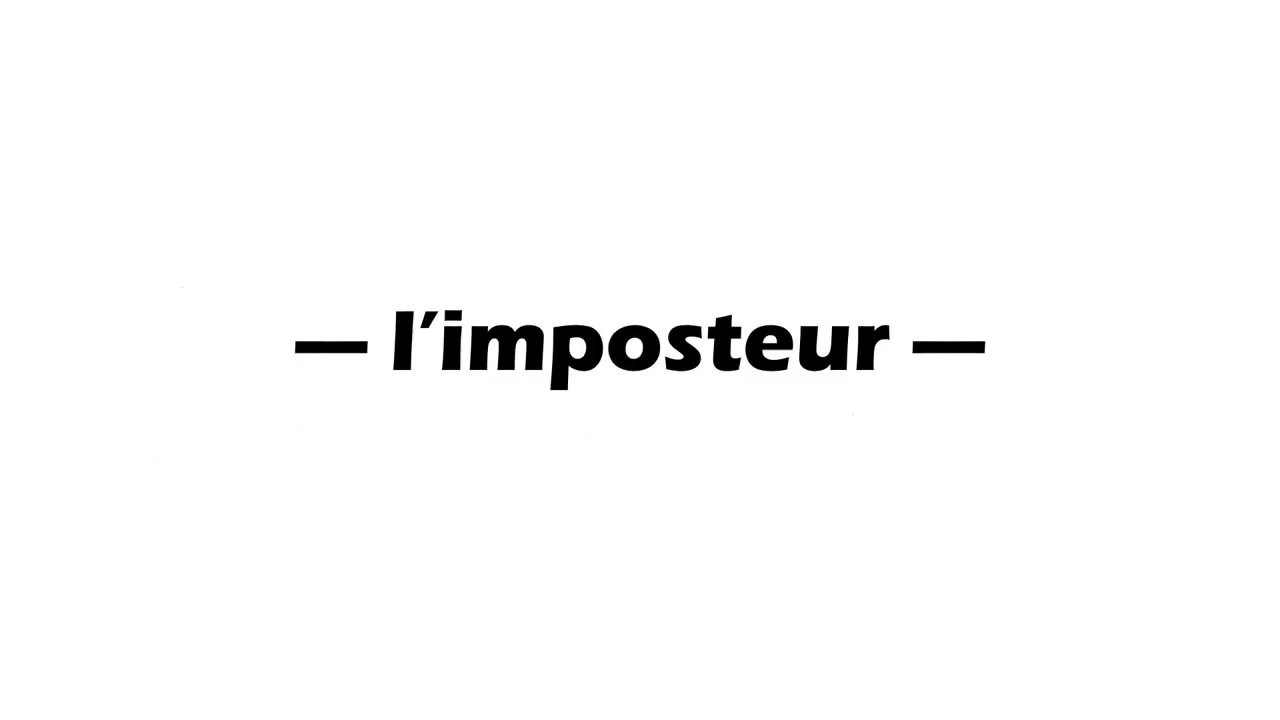 — l’imposteur —